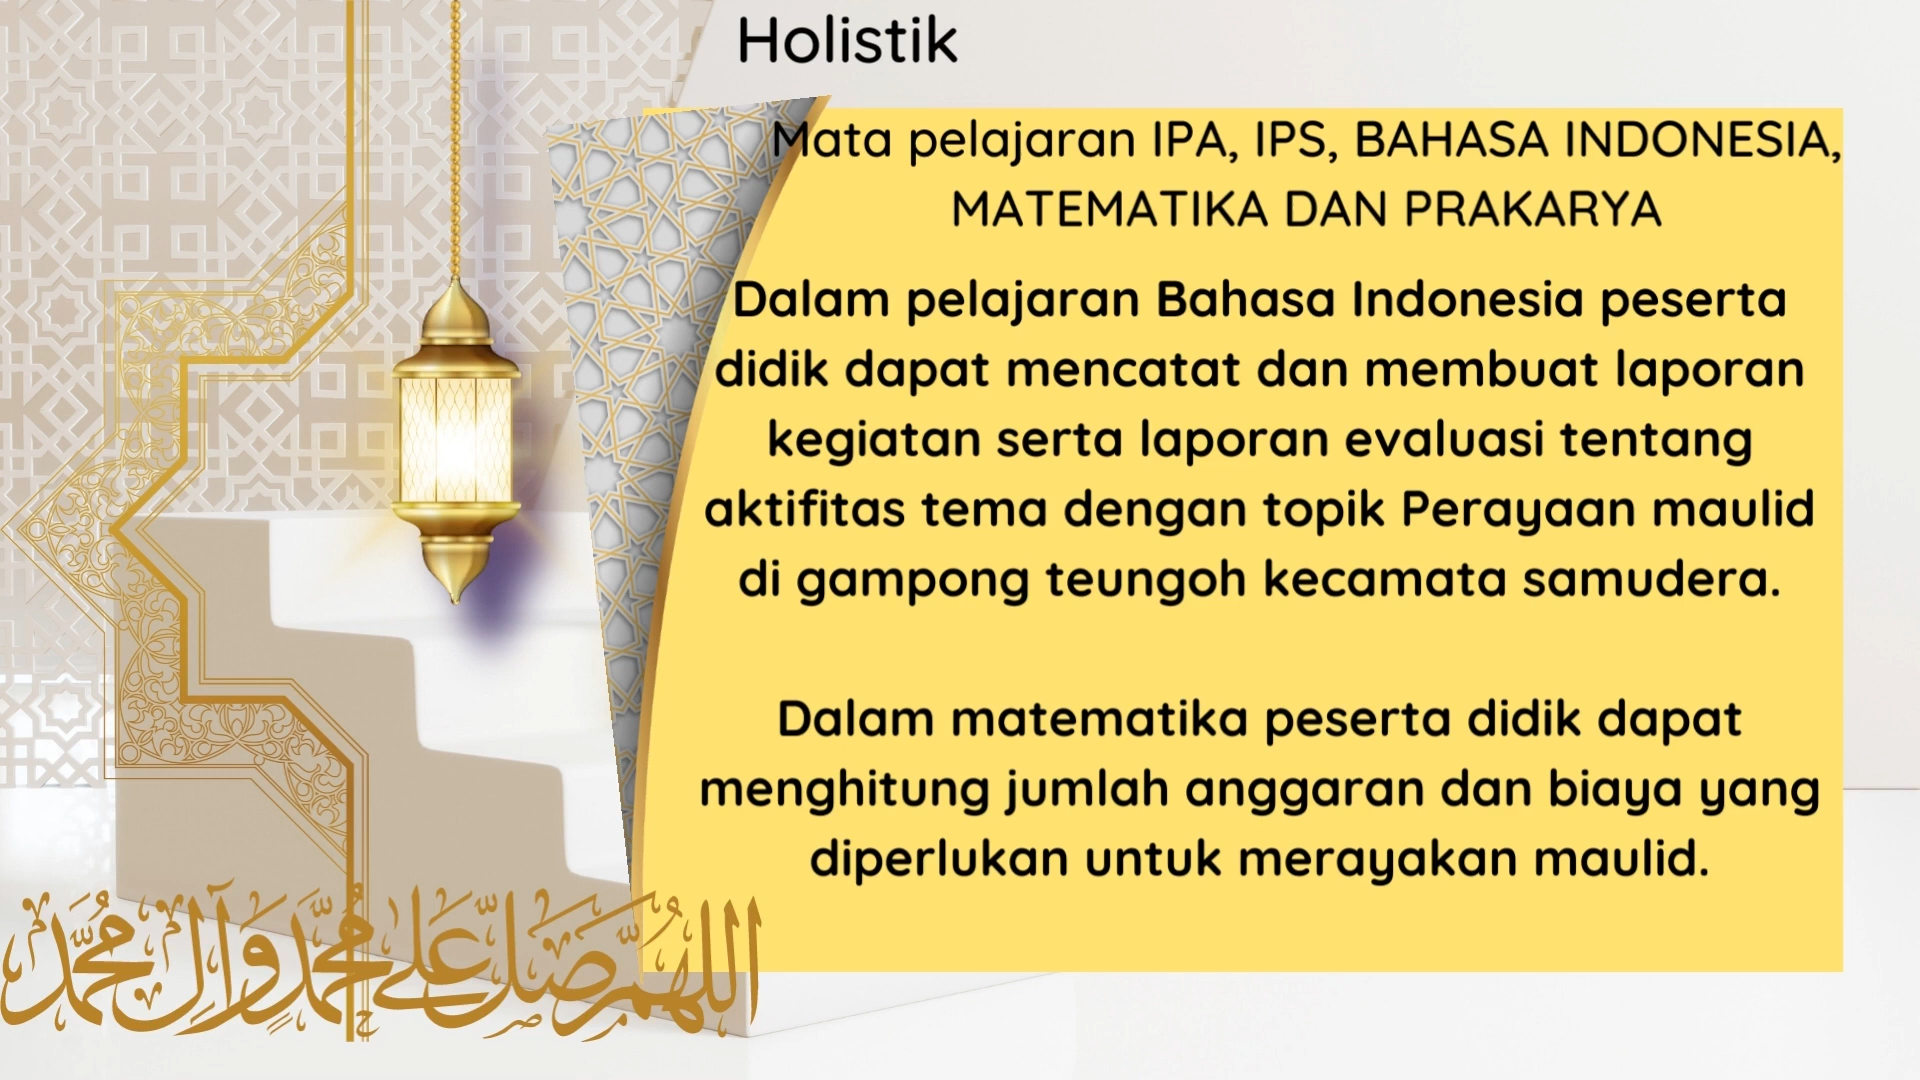 Holistik
Mata pelajaran IPA, IPS, BAHASA INDONESIA,
MATEMATIKA DAN PRAKARYA
Dalam pelajaran Bahasa Indonesia peserta
didik dapat mencatat dan membuat laporan
kegiatan serta laporan evaluasi tentang
aktifitas tema dengan topik Perayaan maulid
di gampong teungoh kecamata samudera.
Dalam matematika peserta didik dapat
menghitung jumlah anggaran dan biaya yang
diperlukan untuk merayakan maulid.
اللهم صل على محمد وآل محمد